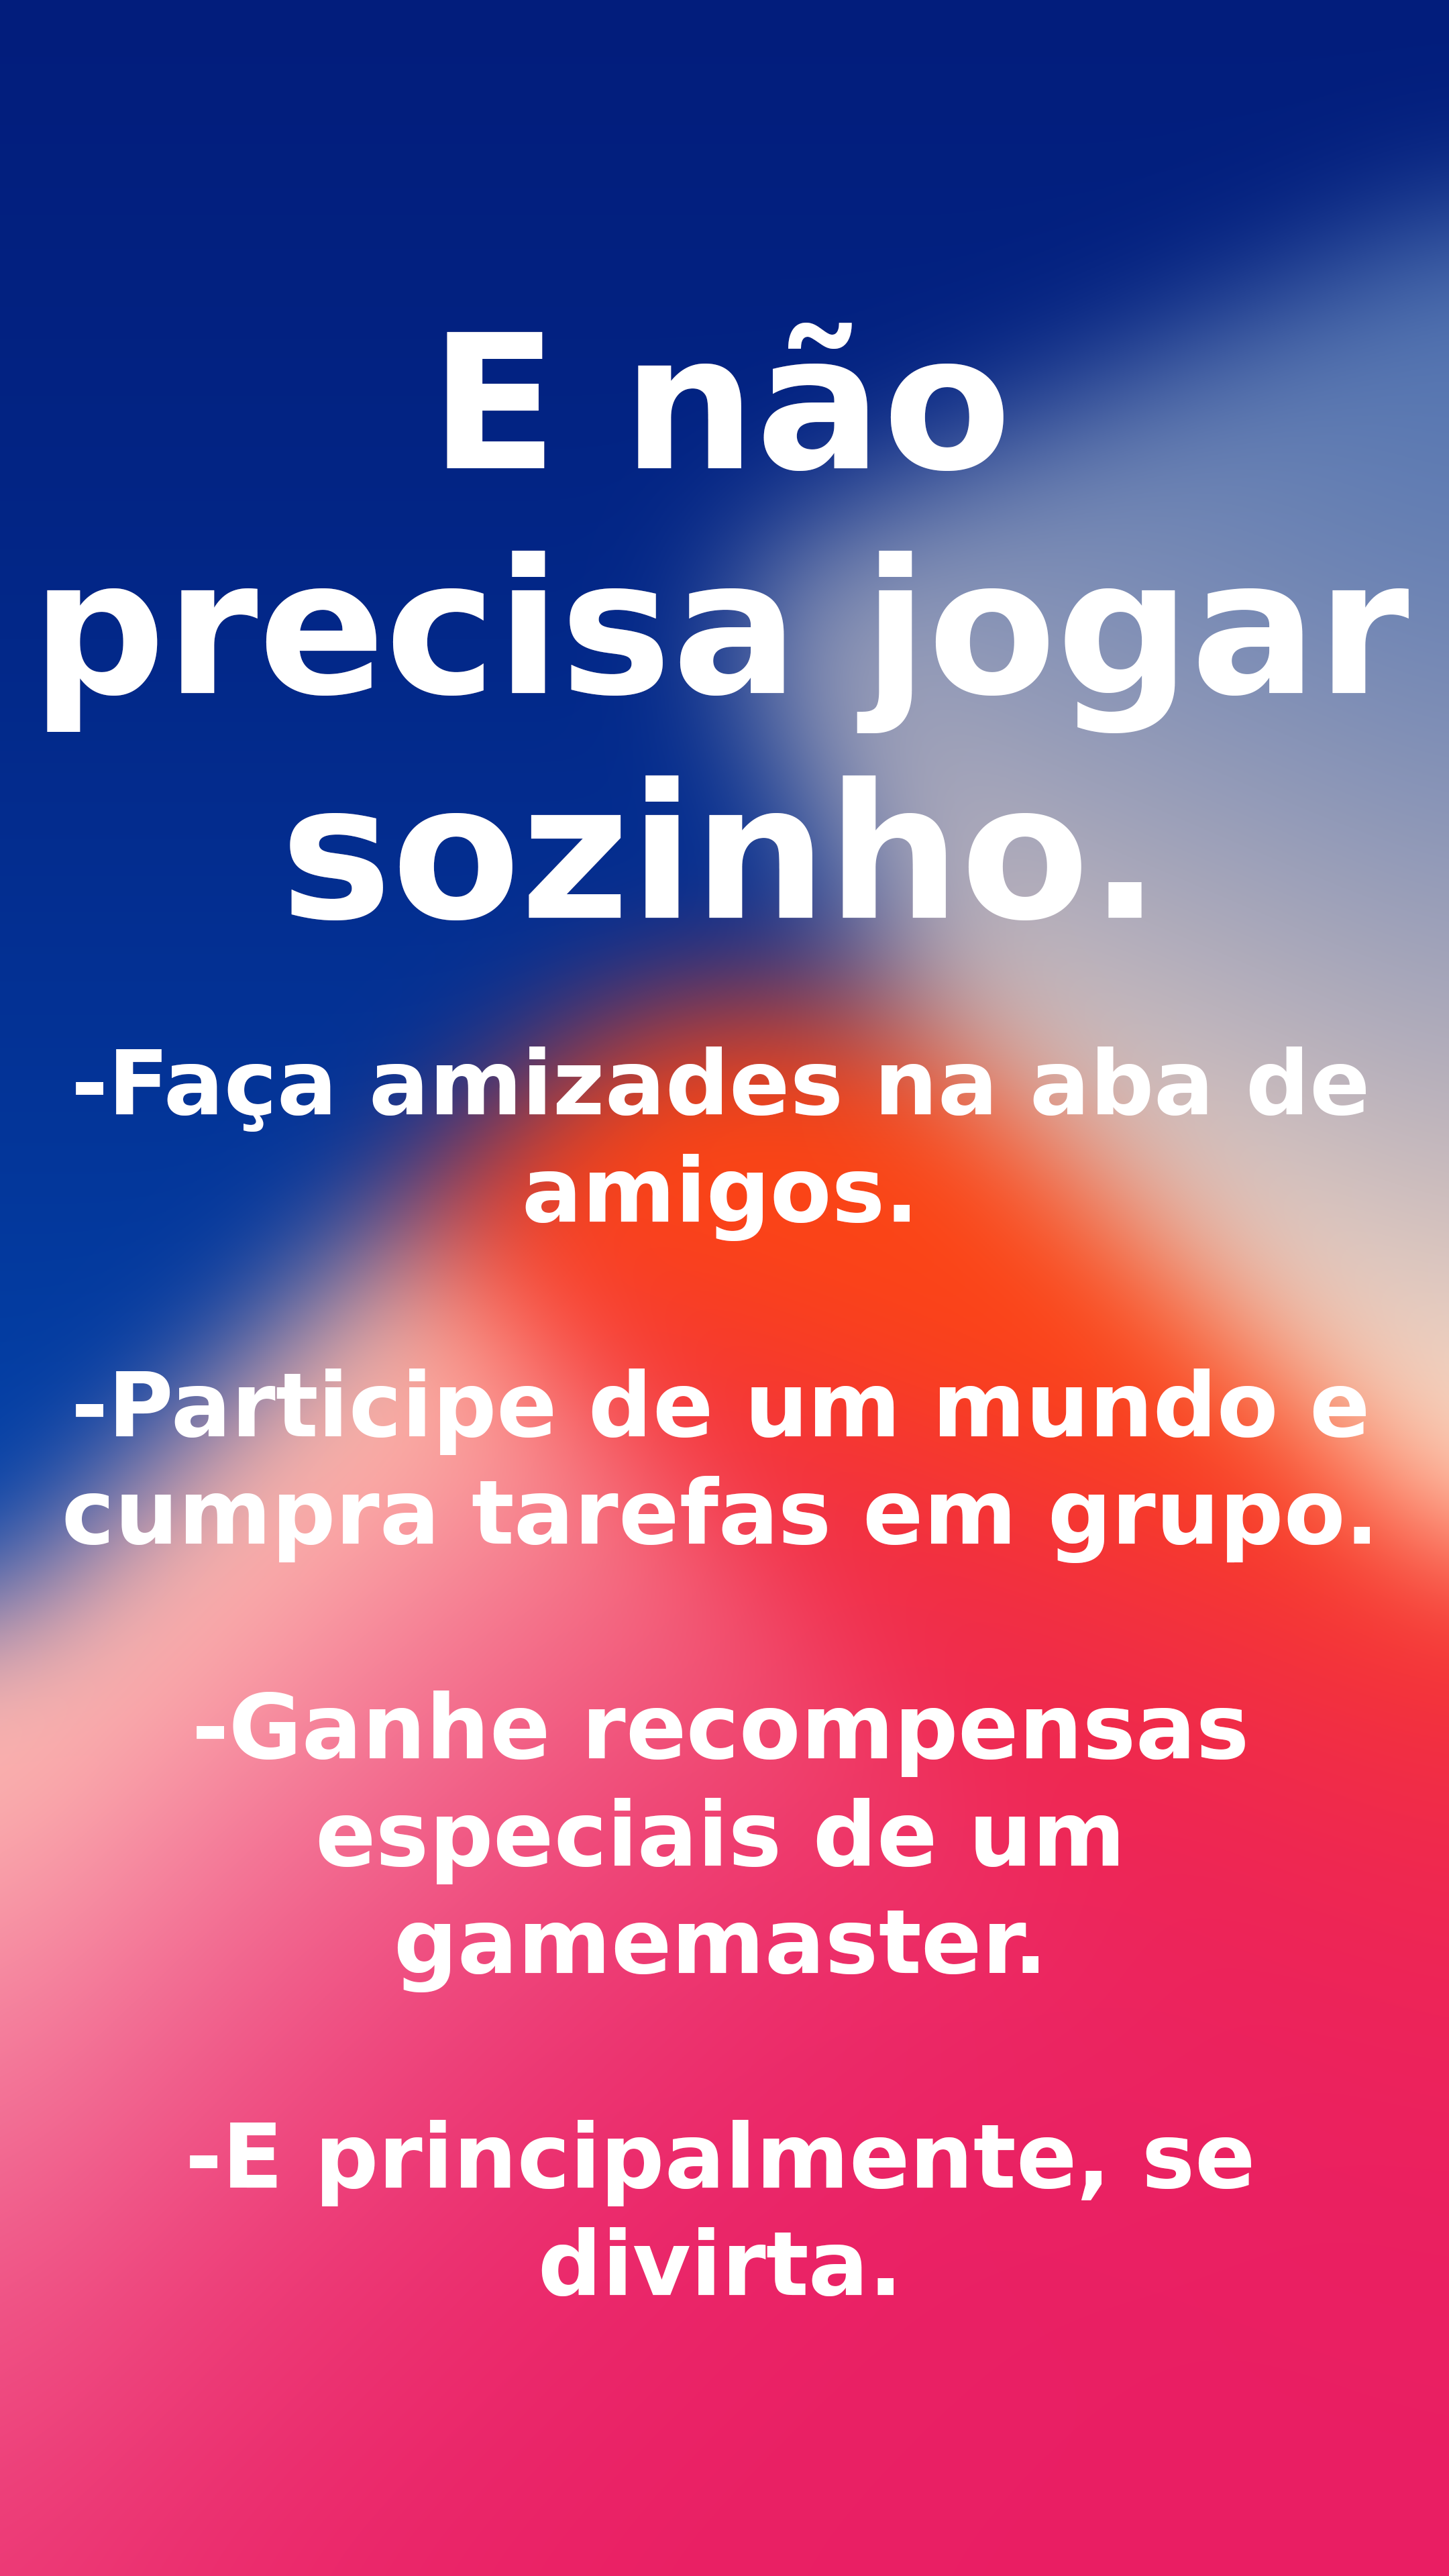 E não
precisa jogar
sozinho.
-Faça amizades na aba de
amigos.
-Participe de um mundo e
cumpra tarefas em grupo.
-Ganhe recompensas
especiais de um
gamemaster.
-E principalmente, se
divirta.